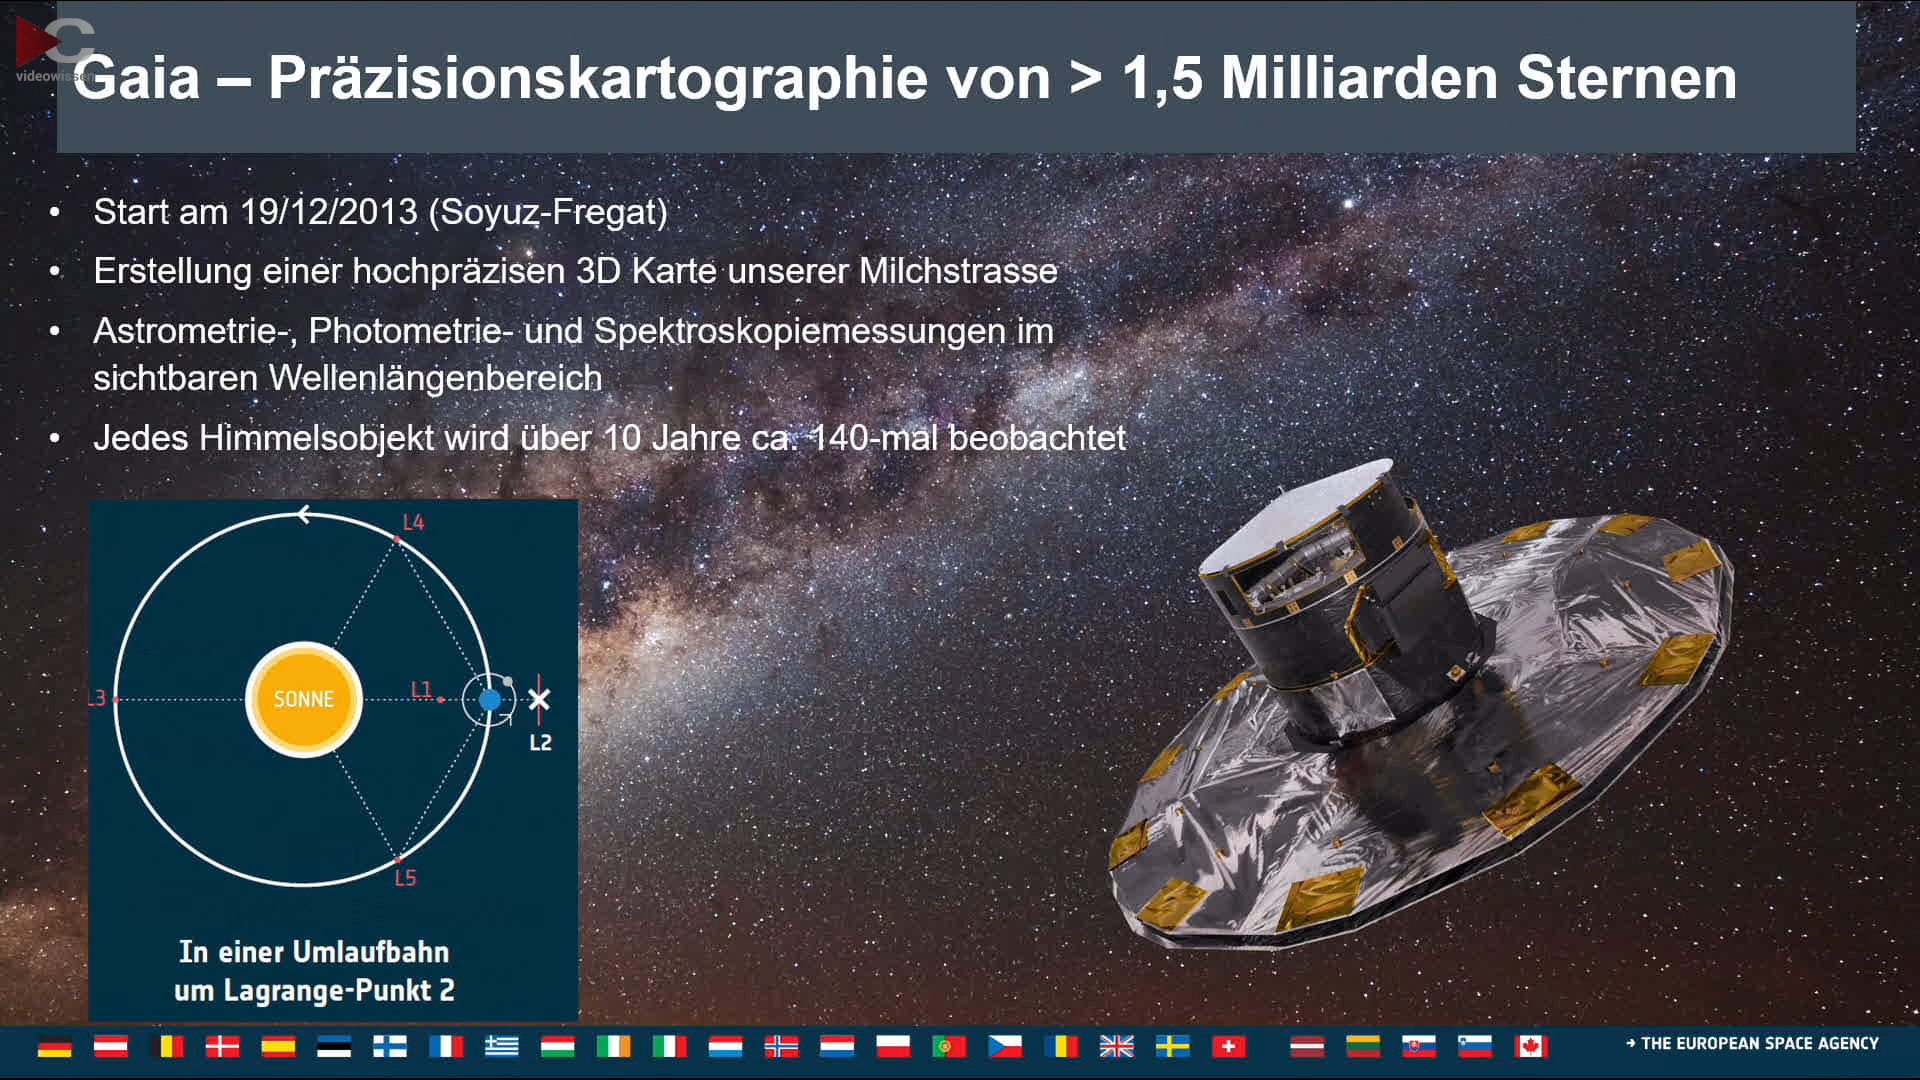 videowissen
Gaia – Präzisionskartographie von > 1,5 Milliarden Sternen
• Start am 19/12/2013 (Soyuz-Fregat)
• Erstellung einer hochpräzisen 3D Karte unserer Milchstrasse
• Astrometrie-, Photometrie- und Spektroskopiemessungen im
sichtbaren Wellenlängenbereich
• Jedes Himmelsobjekt wird über 10 Jahre ca. 140-mal beobachtet
L4
L3
SONNE
L1
L2
L5
In einer Umlaufbahn
um Lagrange-Punkt 2
→ THE EUROPEAN SPACE AGENCY